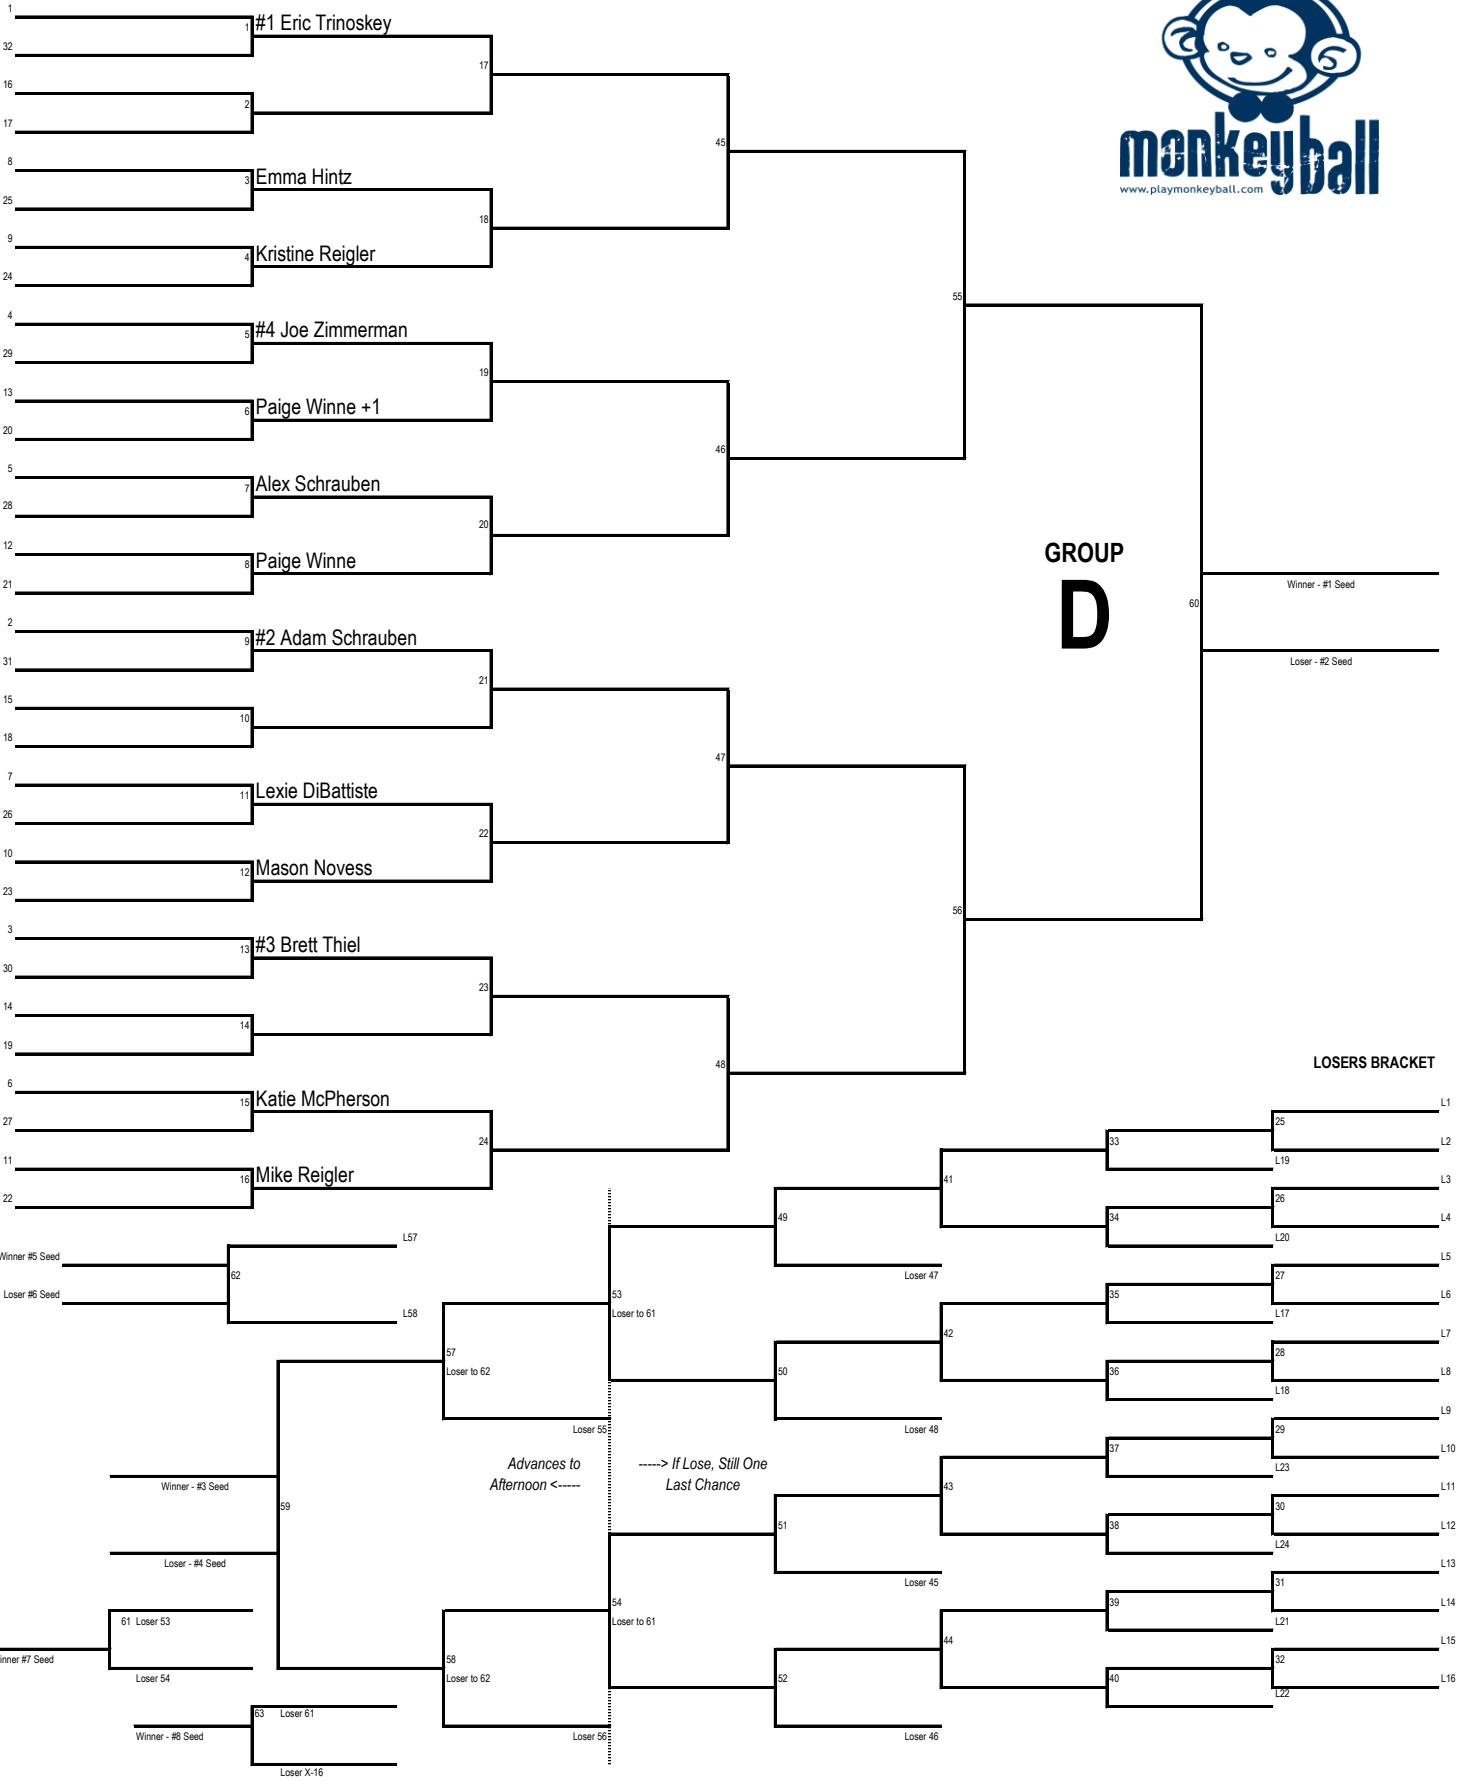 monkeyball
www.playmonkeyball.com
1
1 #1 Eric Trinoskey
32
17
16
2
17
45
8
3 Emma Hintz
25
18
9
4 Kristine Reigler
24
55
4
5 #4 Joe Zimmerman
29
19
13
6 Paige Winne +1
20
46
5
7 Alex Schrauben
28
20
12
8 Paige Winne
21
GROUP
D
Winner - #1 Seed
60
Loser - #2 Seed
2
9 #2 Adam Schrauben
31
21
15
10
18
47
7
11 Lexie DiBattiste
26
22
10
12 Mason Novess
23
56
3
13 #3 Brett Thiel
30
23
14
14
19
48
6
15 Katie McPherson
27
24
11
16 Mike Reigler
22
LOSERS BRACKET
L1
25
L2
33
L19
L3
41
26
L4
34
L20
49
L5
Loser 47
27
L6
35
L17
L7
42
28
L8
36
L18
50
Loser 48
L9
29
L10
37
L23
L11
43
30
L12
38
L24
51
Loser 45
L13
31
L14
39
L21
L15
44
32
L16
40
L22
52
Loser 46
L57
Winner #5 Seed
62
Loser #6 Seed
L58
53
Loser to 61
57
Loser to 62
Loser 55
Advances to
Afternoon <-----
-----> If Lose, Still One
Last Chance
Winner - #3 Seed
59
Loser - #4 Seed
54
Loser to 61
61 Loser 53
inner #7 Seed
Loser 54
58
Loser to 62
63 Loser 61
Winner - #8 Seed
Loser 56
Loser X-16